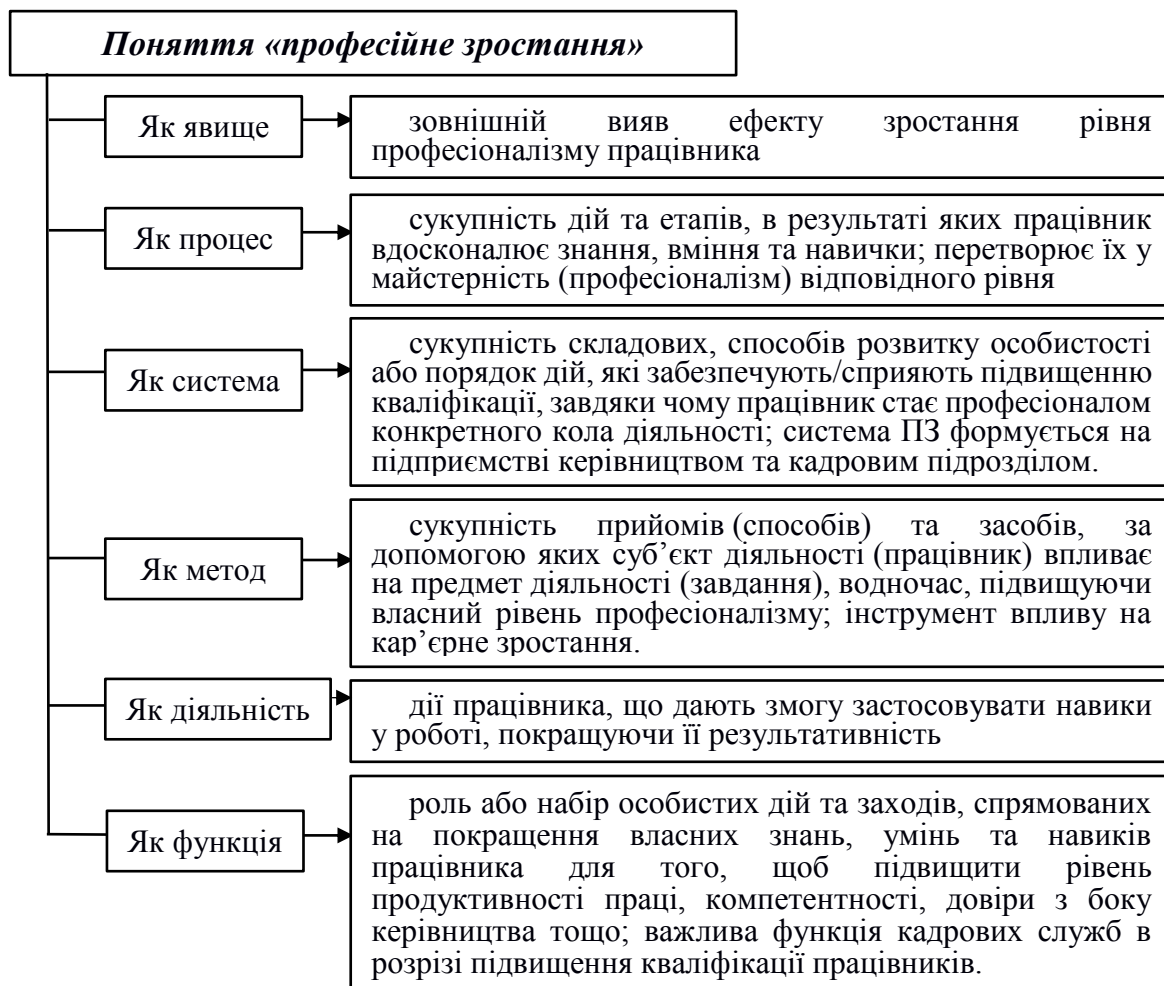 Поняття «професійне зростання»
Як явище
зовнішній вияв ефекту зростання рівня
професіоналізму працівника
Як процес
сукупність дій та етапів, в результаті яких працівник
вдосконалює знання, вміння та навички; перетворює їх у
майстерність (професіоналізм) відповідного рівня
Як система
сукупність складових, способів розвитку особистості
або порядок дій, які забезпечують/сприяють підвищенню
кваліфікації, завдяки чому працівник стає професіоналом
конкретного кола діяльності; система ПЗ формується на
підприємстві керівництвом та кадровим підрозділом.
Як метод
сукупність прийомів (способів) та засобів, за
допомогою яких суб’єкт діяльності (працівник) впливає
на предмет діяльності (завдання), водночас, підвищуючи
власний рівень професіоналізму; інструмент впливу на
кар’єрне зростання.
Як діяльність
дії працівника, що дають змогу застосовувати навики
у роботі, покращуючи її результативність
Як функція
роль або набір особистих дій та заходів, спрямованих
на покращення власних знань, умінь та навиків
працівника для того, щоб підвищити рівень
продуктивності праці, компетентності, довіри з боку
керівництва тощо; важлива функція кадрових служб в
розрізі підвищення кваліфікації працівників.